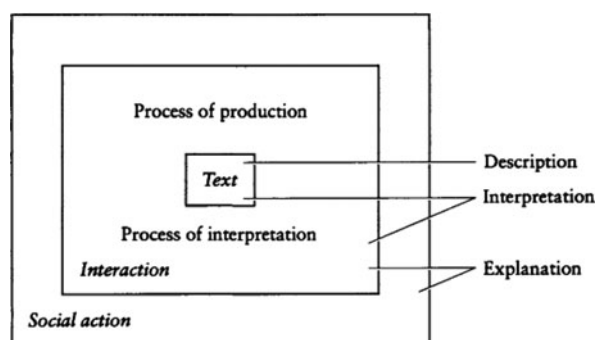 Process of production
Text
Description
Interpretation
Process of interpretation
Interaction
Explanation
Social action